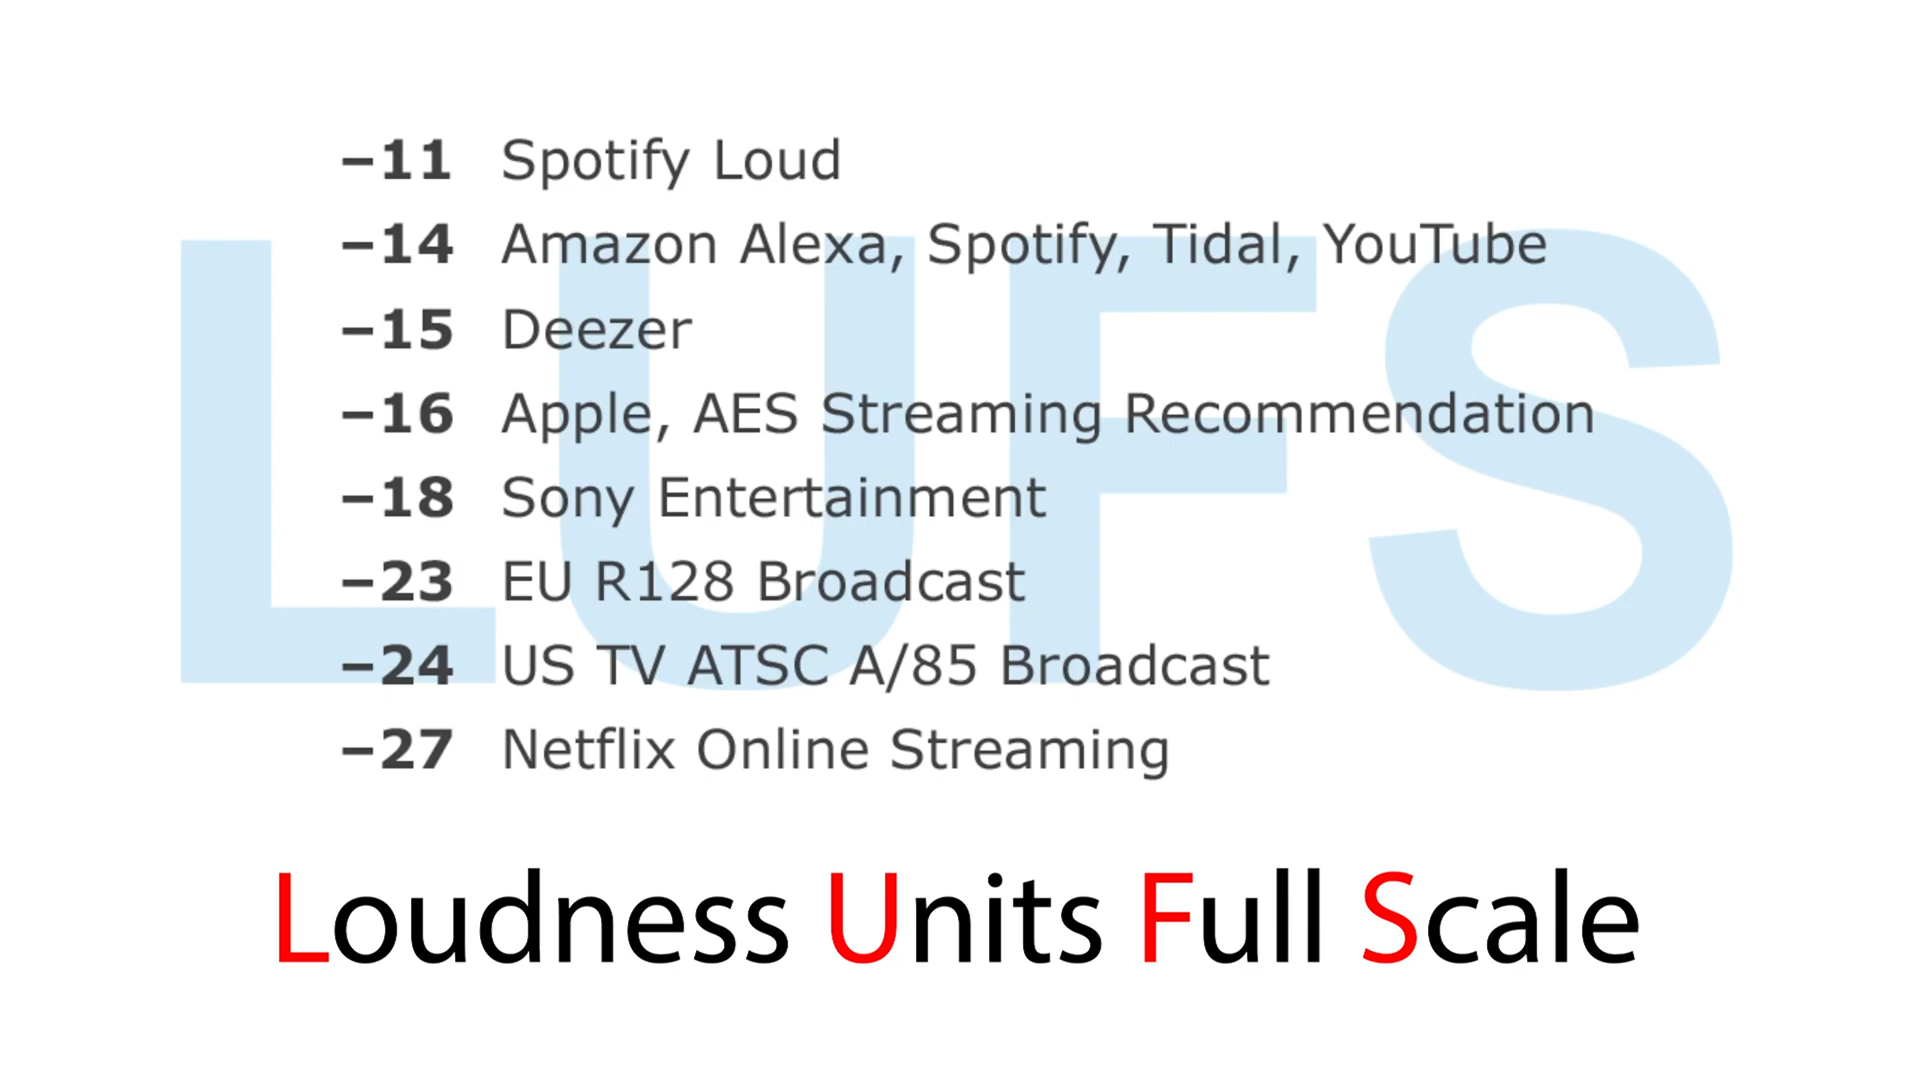 LUFS
−11 Spotify Loud
−14 Amazon Alexa, Spotify, Tidal, YouTube
−15 Deezer
−16 Apple, AES Streaming Recommendation
−18 Sony Entertainment
−23 EU R128 Broadcast
−24 US TV ATSC A/85 Broadcast
−27 Netflix Online Streaming
Loudness Units Full Scale